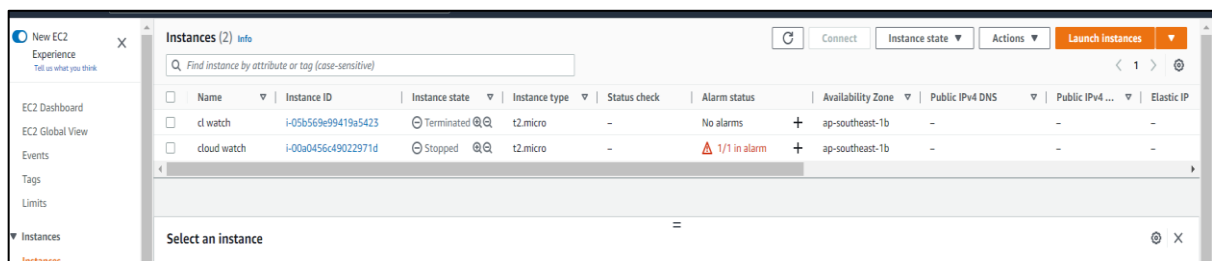 New EC2
Experience
Tell us what you think
EC2 Dashboard
EC2 Global View
Events
Tags
Limits
Instances
Instances
Instances (2) Info
Connect Instance state Actions Launch instances
Find instance by attribute or tag (case-sensitive)
1
Name Instance ID Instance state Instance type Status check Alarm status Availability Zone Public IPv4 DNS Public IPv4 ... Elastic IP
cl watch i-05b569e99419a5423 Terminated t2.micro – No alarms + ap-southeast-1b – – –
cloud watch i-00a0456c49022971d Stopped t2.micro – 1/1 in alarm + ap-southeast-1b – – –
Select an instance